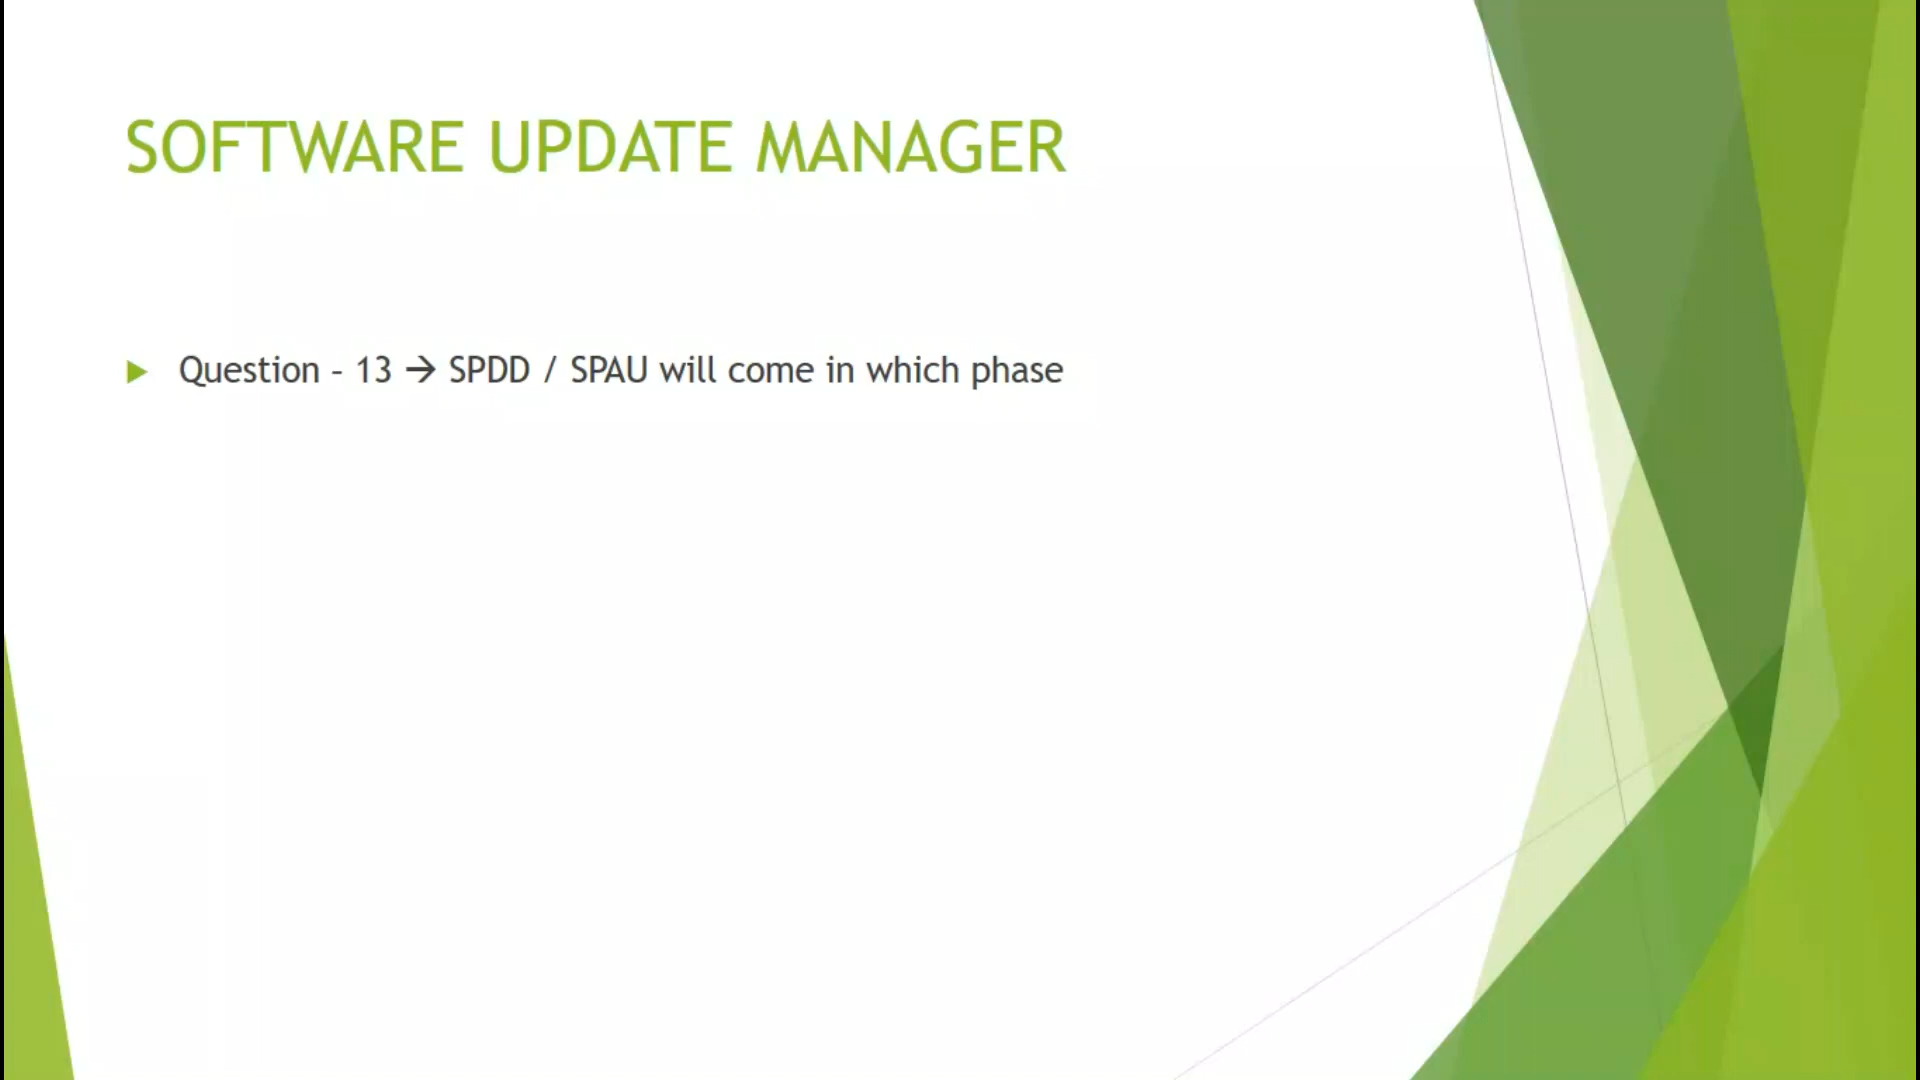 SOFTWARE UPDATE MANAGER
Question – 13 → SPDD / SPAU will come in which phase